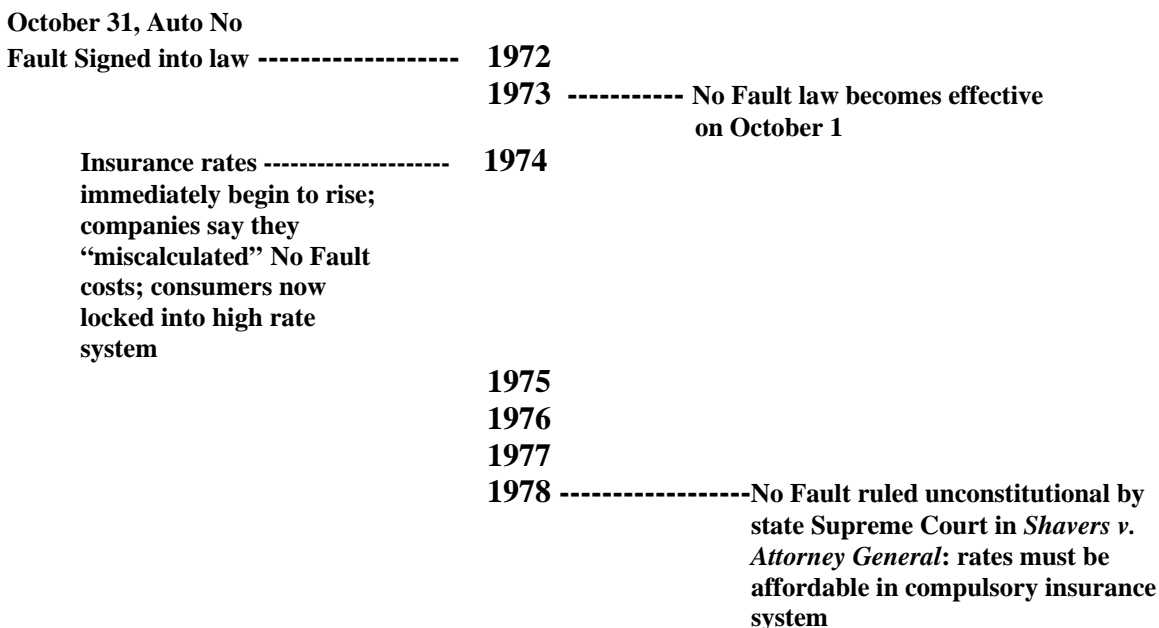 October 31, Auto No
Fault Signed into law ------------------- 1972
1973 ----------- No Fault law becomes effective
on October 1
Insurance rates --------------------- 1974
immediately begin to rise;
companies say they
“miscalculated” No Fault
costs; consumers now
locked into high rate
system
1975
1976
1977
1978 ------------------No Fault ruled unconstitutional by
state Supreme Court in Shavers v.
Attorney General: rates must be
affordable in compulsory insurance
system